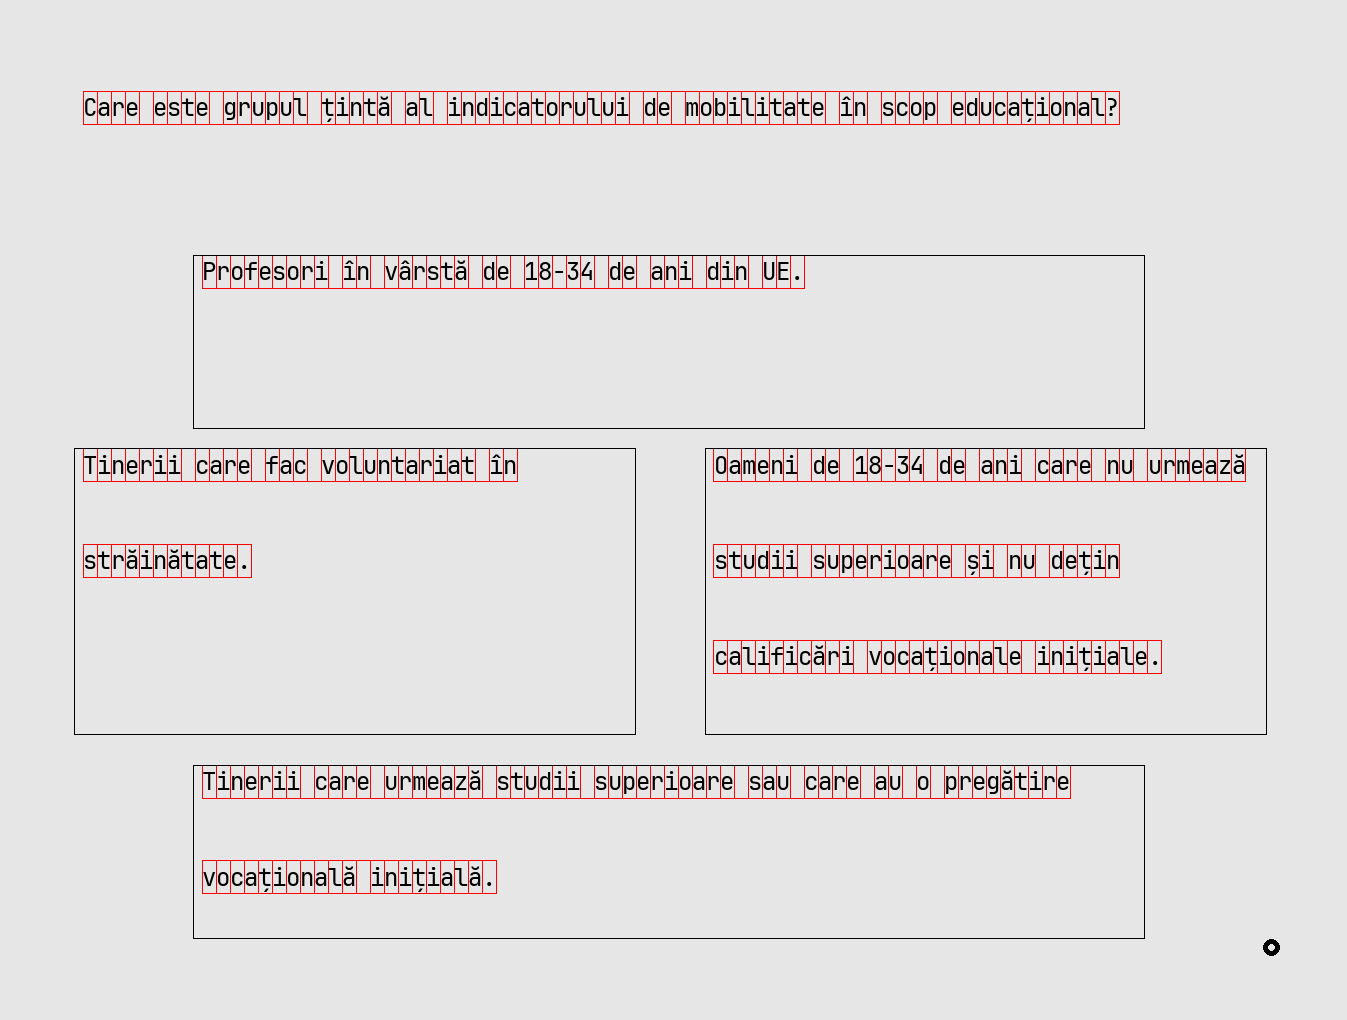 Care este grupul țintă al indicatorului de mobilitate în scop educațional?
Profesori în vârstă de 18-34 de ani din UE.
Tinerii care fac voluntariat în
străinătate.
Oameni de 18-34 de ani care nu urmează
studii superioare și nu dețin
calificări vocaționale inițiale.
Tinerii care urmează studii superioare sau care au o pregătire
vocațională inițială.